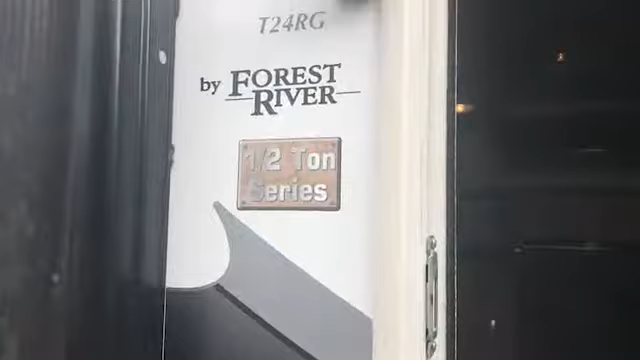 T24RG
by FOREST
RIVER
1/2 Ton
Series